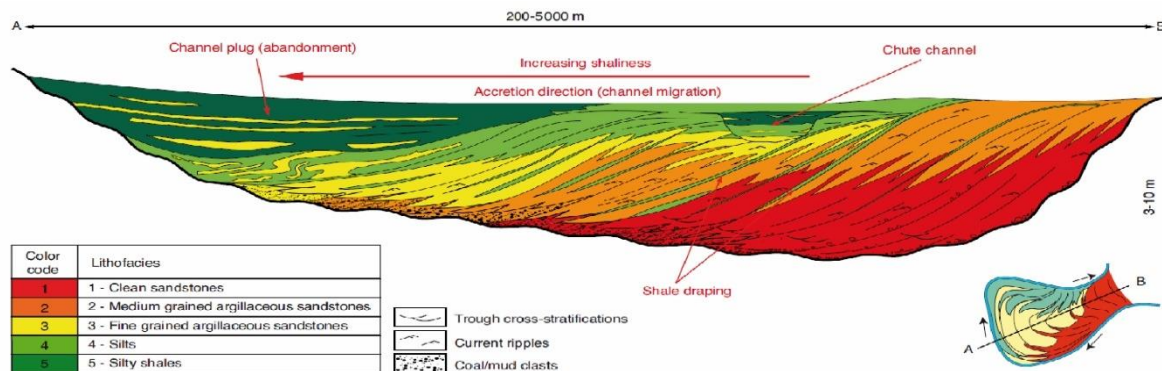 A
200-5000 m
B
Channel plug (abandonment)
Chute channel
Increasing shaliness
Accretion direction (channel migration)
3-10 m
Shale draping
Color code
Lithofacies
1
1 - Clean sandstones
2
2 - Medium grained argillaceous sandstones
3
3 - Fine grained argillaceous sandstones
4
4 - Silts
5
5 - Silty shales
Trough cross-stratifications
Current ripples
Coal/mud clasts
B
A